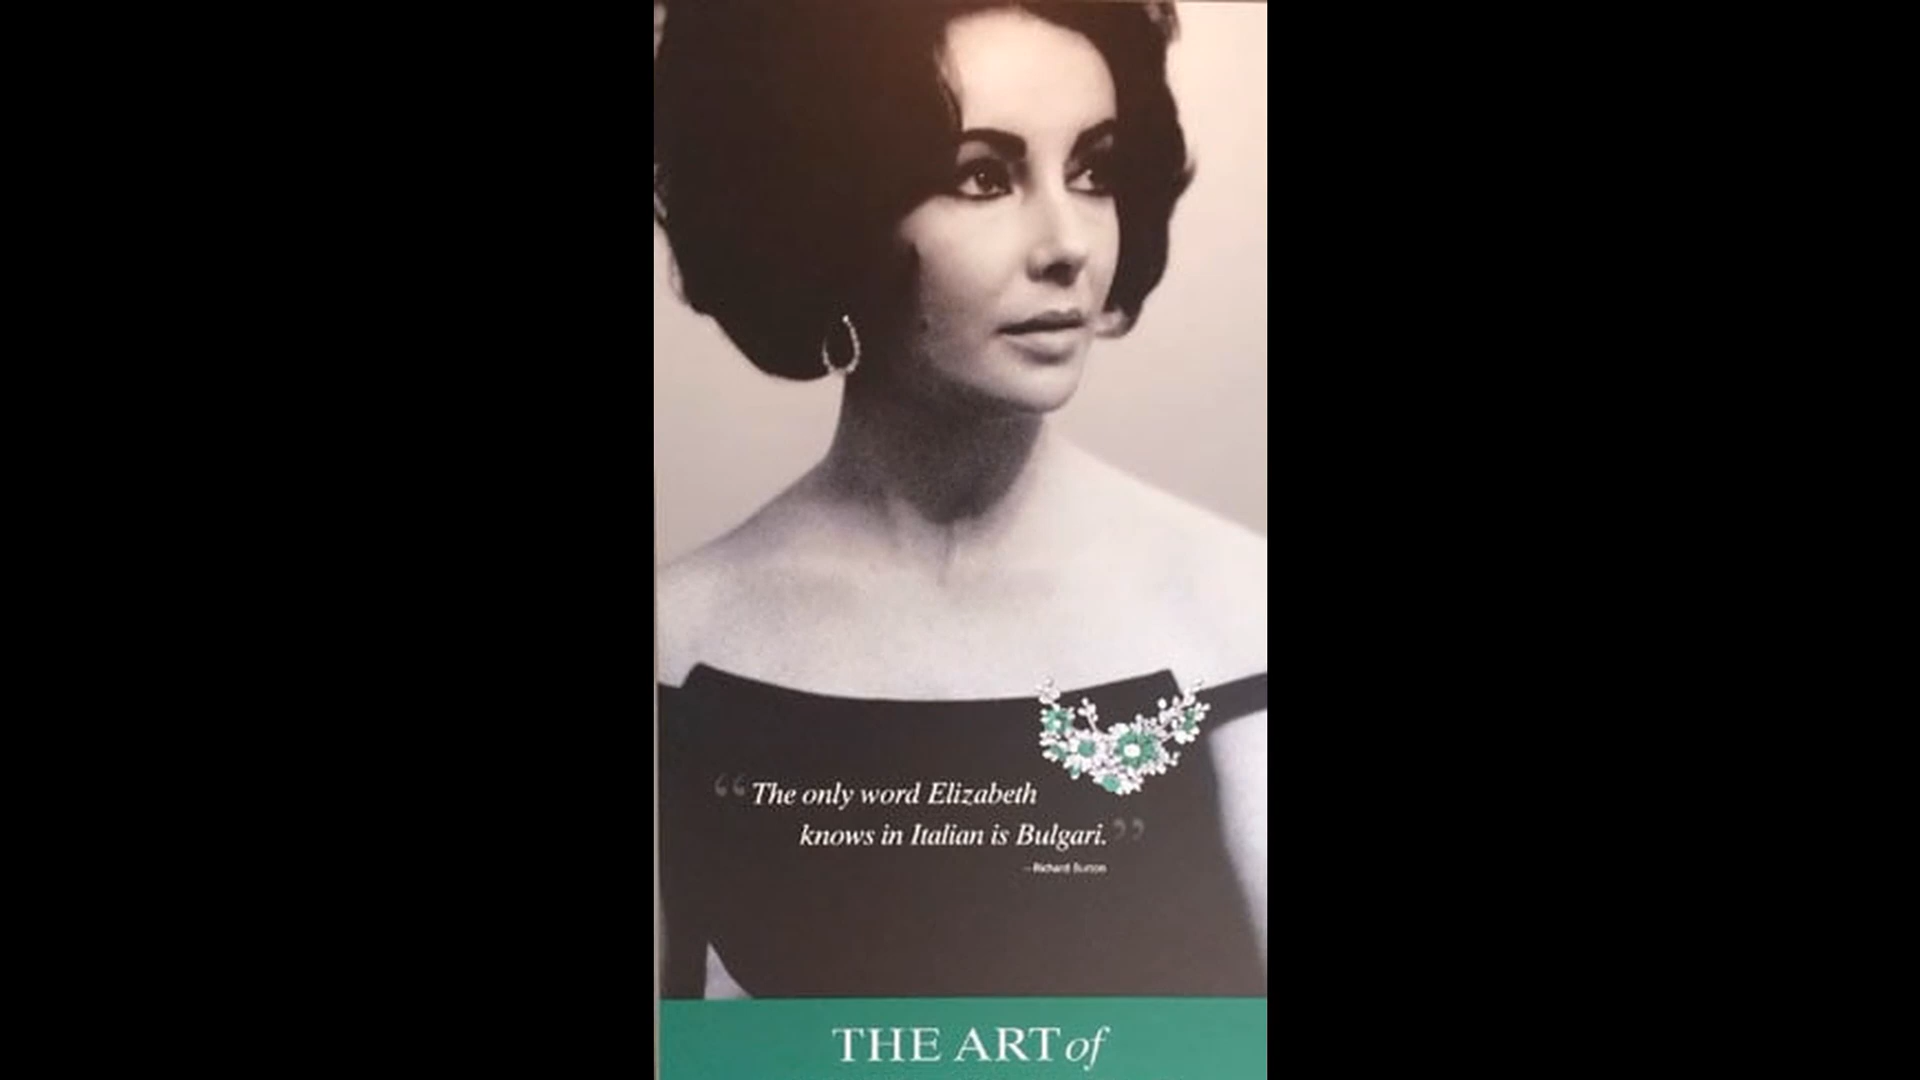 “The only word Elizabeth
knows in Italian is Bulgari.”
—Richard Burton
THE ART of